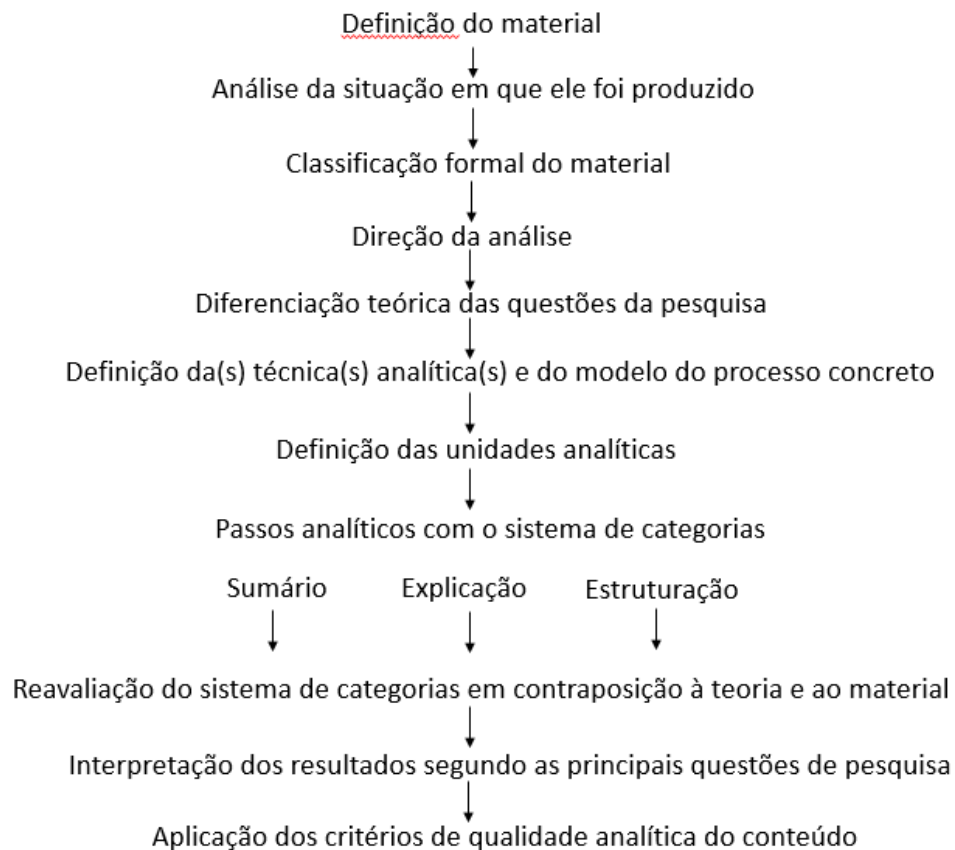 Definição do material
Análise da situação em que ele foi produzido
Classificação formal do material
Direção da análise
Diferenciação teórica das questões da pesquisa
Definição da(s) técnica(s) analítica(s) e do modelo do processo concreto
Definição das unidades analíticas
Passos analíticos com o sistema de categorias
Sumário Explicação Estruturação
Reavaliação do sistema de categorias em contraposição à teoria e ao material
Interpretação dos resultados segundo as principais questões de pesquisa
Aplicação dos critérios de qualidade analítica do conteúdo